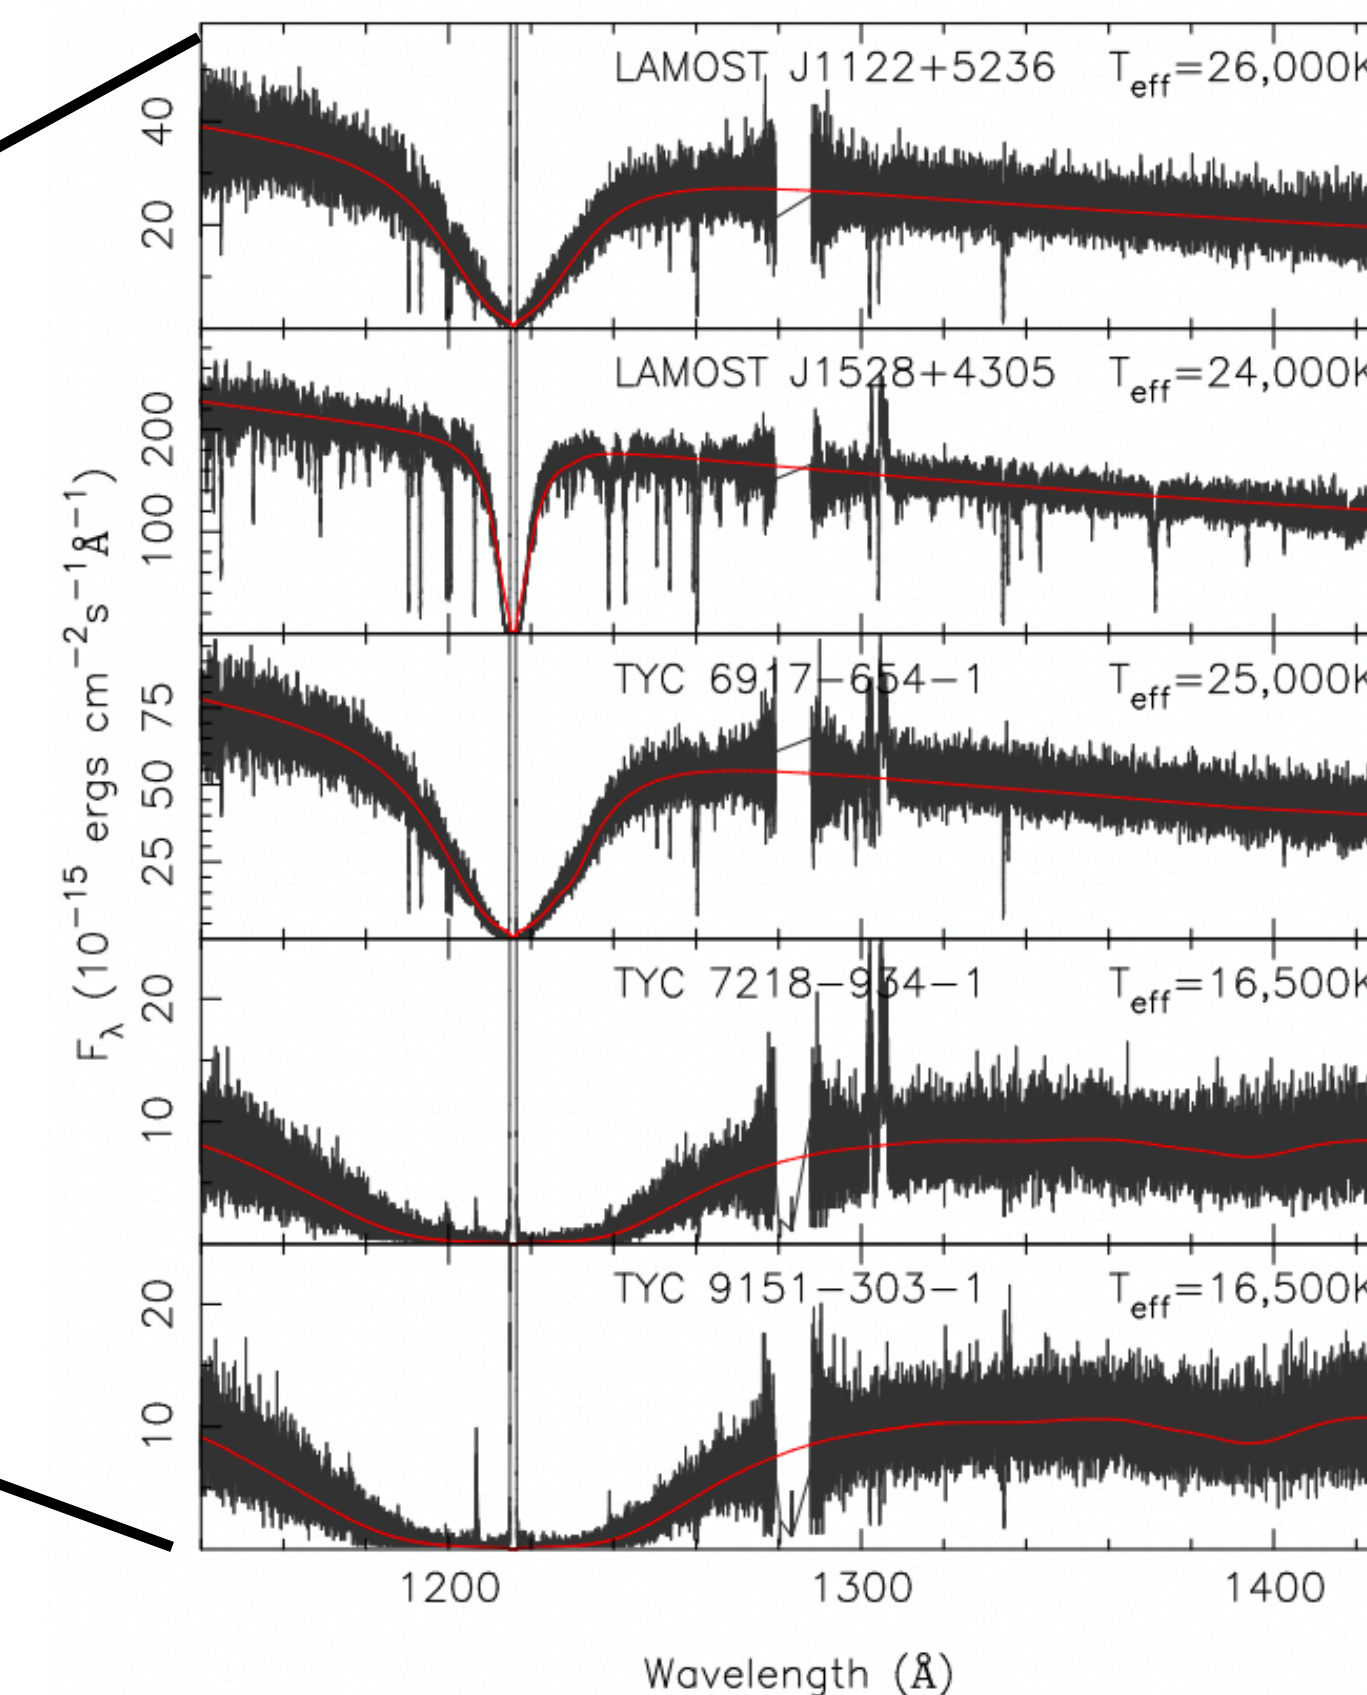 LAMOST J1122+5236 Teff=26,000K
40
20
LAMOST J1528+4305 Teff=24,000K
200
100
TYC 6917−654−1 Teff=25,000K
75
50
25
TYC 7218−934−1 Teff=16,500K
20
10
TYC 9151−303−1 Teff=16,500K
20
10
Fλ (10−15 ergs cm−2s−1Å−1)
1200 1300 1400
Wavelength (Å)